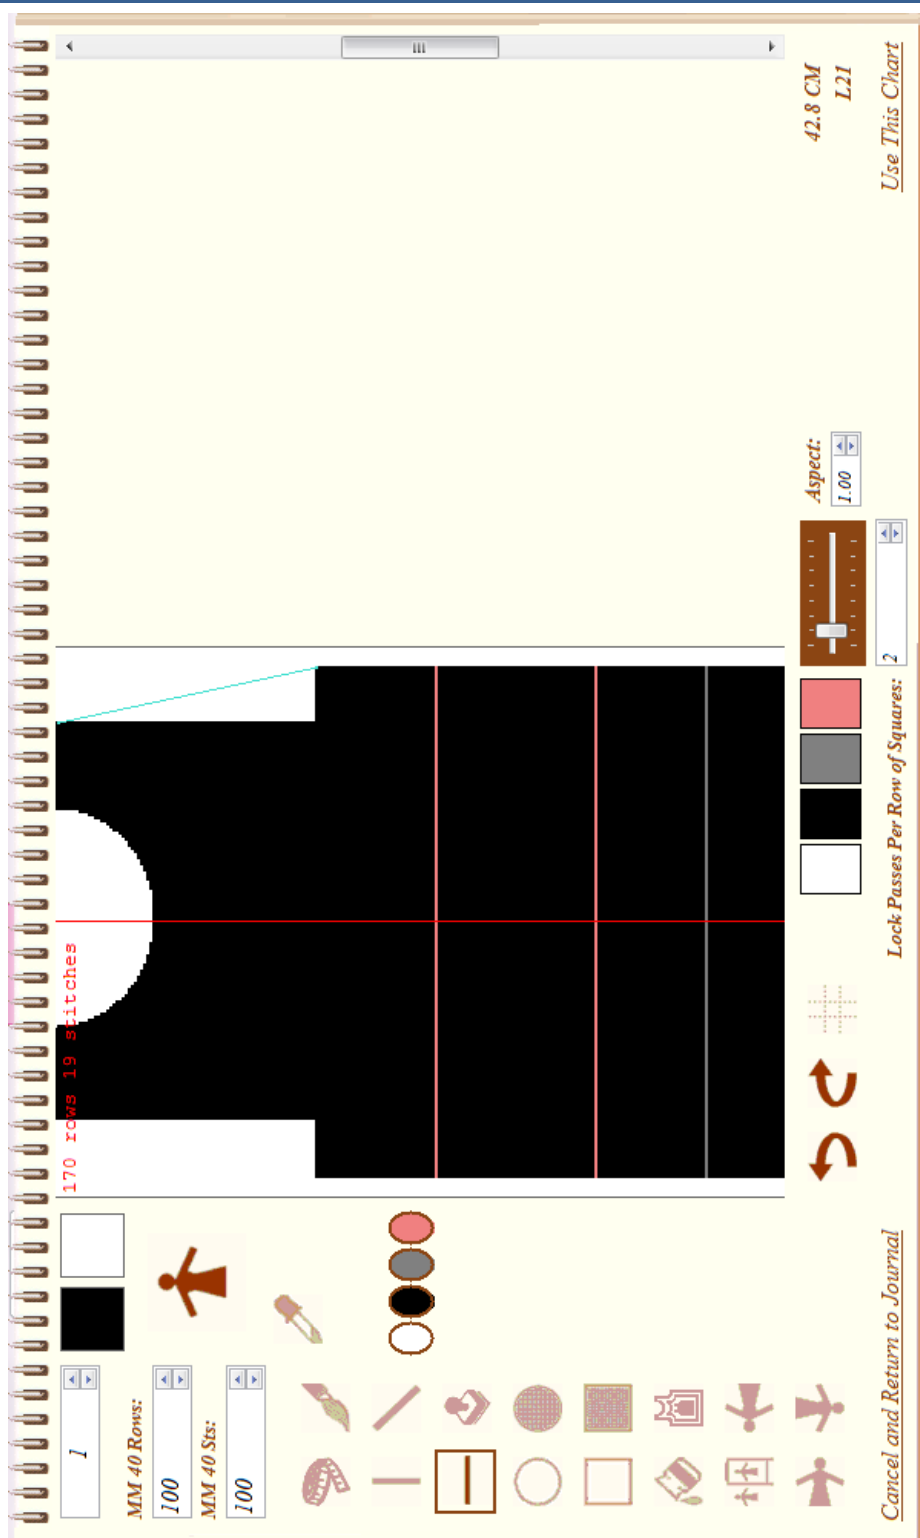 1
MM 40 Rows:
100
MM 40 Sts:
100
170 rows 19 stitches
Cancel and Return to Journal
Lock Passes Per Row of Squares:
2
Aspect:
1.00
42.8 CM
L21
Use This Chart